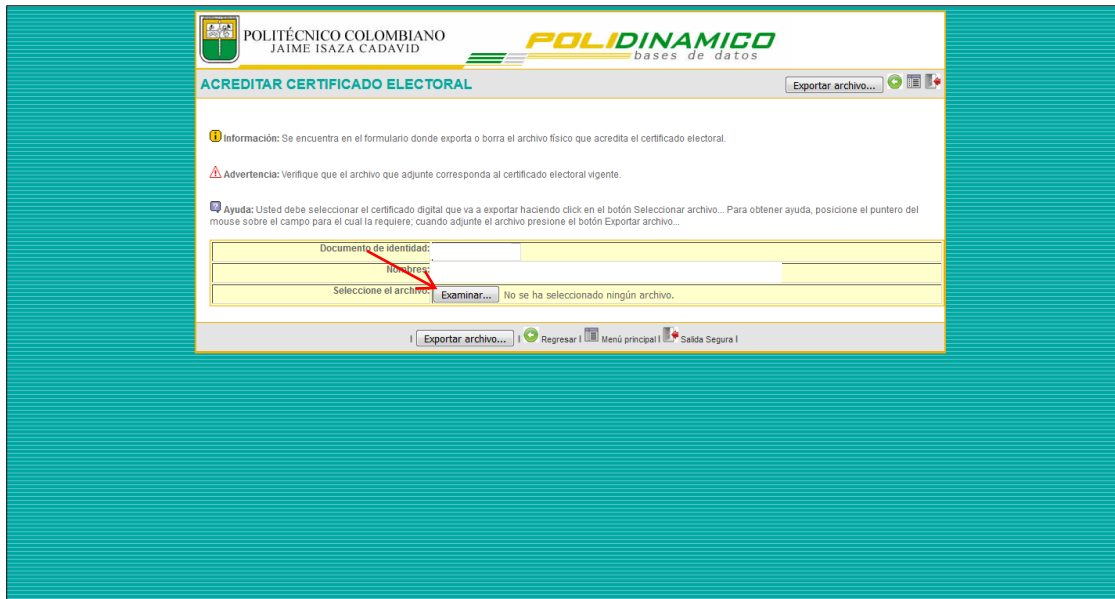 POLITÉCNICO COLOMBIANO
JAIME ISAZA CADAVID
POLIDINAMICO
bases de datos
ACREDITAR CERTIFICADO ELECTORAL
Exportar archivo...
Información: Se encuentra en el formulario donde exporta o borra el archivo físico que acredita el certificado electoral.
Advertencia: Verifique que el archivo que adjunte corresponda al certificado electoral vigente.
Ayuda: Usted debe seleccionar el certificado digital que va a exportar haciendo click en el botón Seleccionar archivo... Para obtener ayuda, posicione el puntero del
mouse sobre el campo para el cual la requiere; cuando adjunte el archivo presione el botón Exportar archivo...
Documento de identidad:
Nombres:
Seleccione el archivo: Examinar... No se ha seleccionado ningún archivo.
I Exportar archivo... I Regresar I Menú principal I Salida Segura I